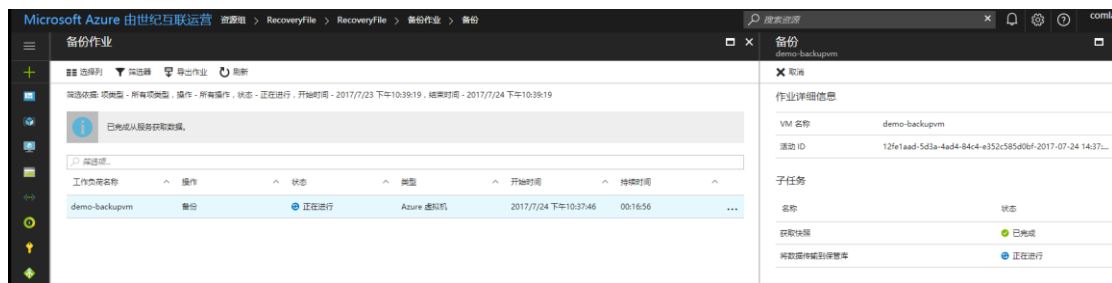 Microsoft Azure 由世纪互联运营 资源组 > RecoveryFile > RecoveryFile > 备份作业 > 备份
搜索资源
coml
备份作业
选择列 筛选器 导出作业 刷新
筛选依据: 项类型 - 所有项类型，操作 - 所有操作，状态 - 正在进行，开始时间 - 2017/7/23 下午10:39:19，结束时间 - 2017/7/24 下午10:39:19
已完成从服务获取数据。
筛选项...
工作负荷名称 操作 状态 类型 开始时间 持续时间
demo-backupvm 备份 正在进行 Azure 虚拟机 2017/7/24 下午10:37:46 00:16:56 ...
备份
demo-backupvm
取消
作业详细信息
VM 名称 demo-backupvm
活动 ID 12fe1aad-5d3a-4ad4-84c4-e352c585d0bf-2017-07-24 14:37:...
子任务
名称 状态
获取快照 已完成
将数据传输到保管库 正在进行